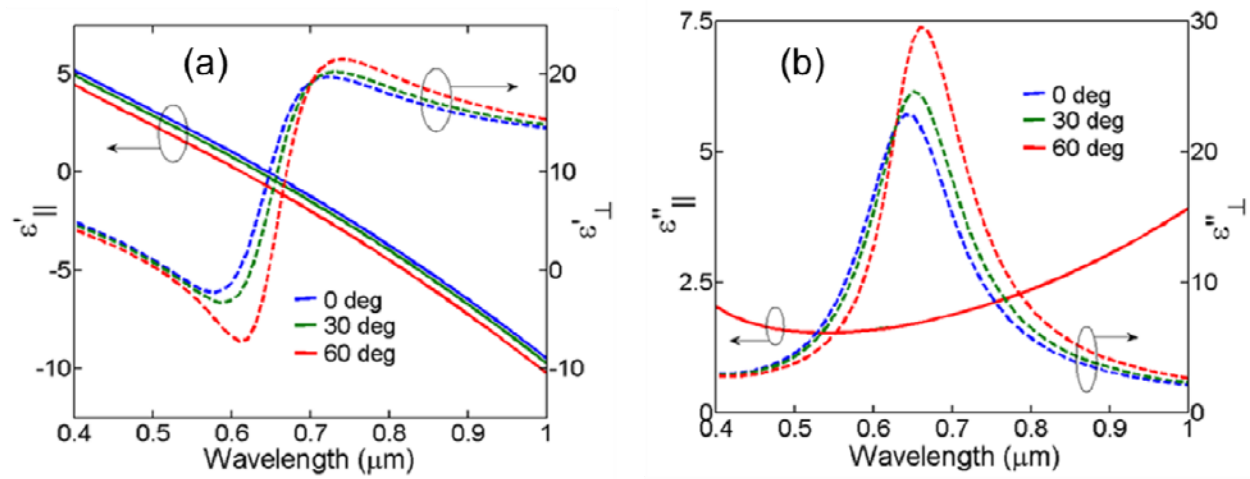 (a)
5
0
-5
-10
20
10
0
-10
ε'||
ε'⊥
0 deg
30 deg
60 deg
0.4 0.5 0.6 0.7 0.8 0.9 1
Wavelength (μm)
(b)
7.5
5
2.5
0
30
20
10
0
ε"||
ε"⊥
0 deg
30 deg
60 deg
0.4 0.5 0.6 0.7 0.8 0.9 1
Wavelength (μm)